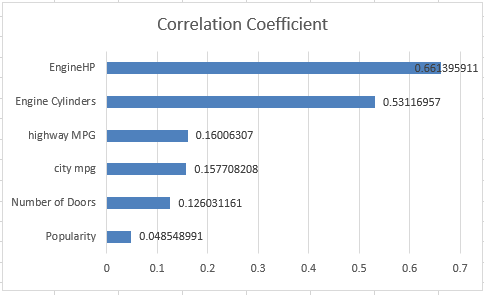 Correlation Coefficient
EngineHP 0.661395911
Engine Cylinders 0.53116957
highway MPG 0.16006307
city mpg 0.157708208
Number of Doors 0.126031161
Popularity 0.048548991
0 0.1 0.2 0.3 0.4 0.5 0.6 0.7